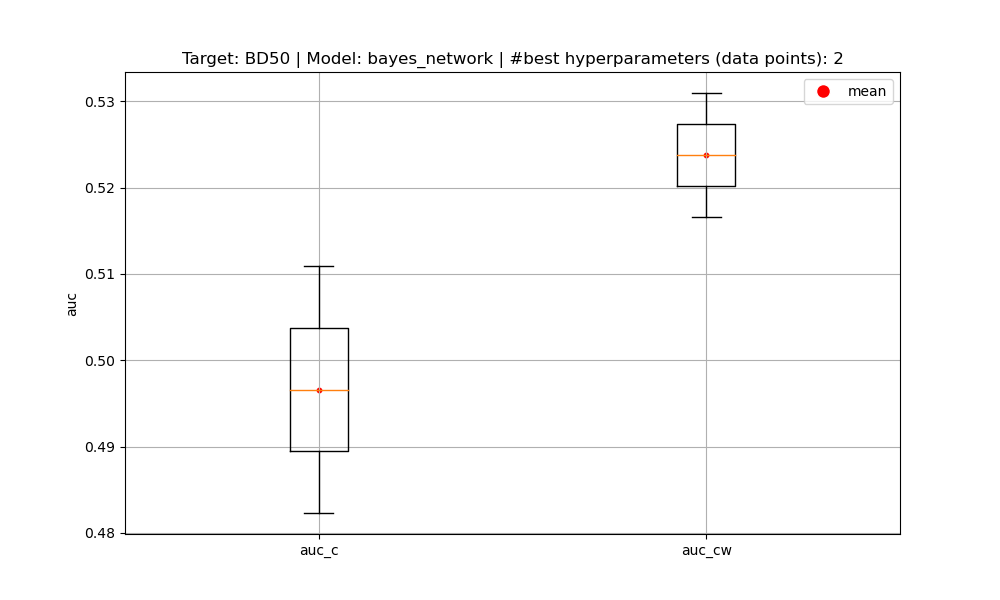 Target: BD50 | Model: bayes_network | #best hyperparameters (data points): 2
mean
0.53
0.52
0.51
0.50
0.49
0.48
auc
auc_c
auc_cw